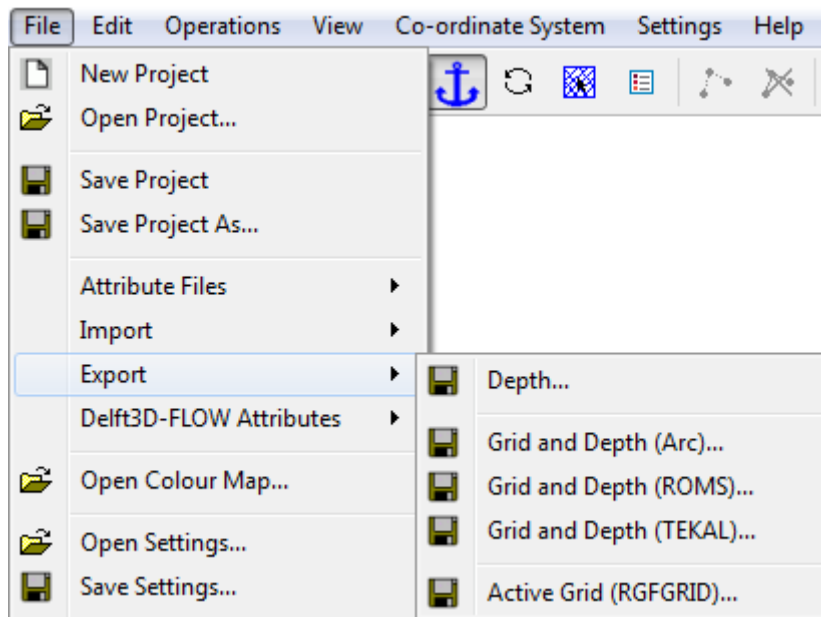 File Edit Operations View Co-ordinate System Settings Help
New Project
Open Project...
Save Project
Save Project As...
Attribute Files
Import
Export
Delft3D-FLOW Attributes
Open Colour Map...
Open Settings...
Save Settings...
Depth...
Grid and Depth (Arc)...
Grid and Depth (ROMS)...
Grid and Depth (TEKAL)...
Active Grid (RGFGRID)...